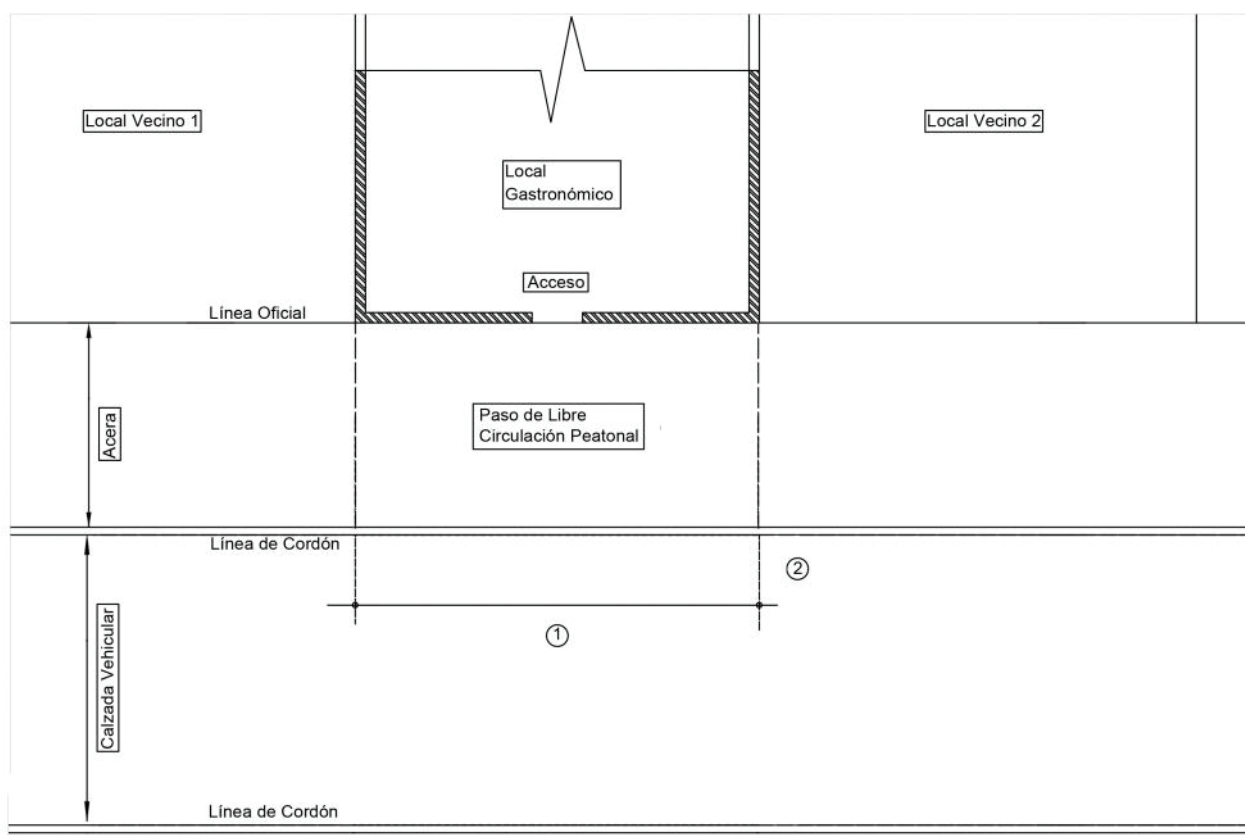 Local Vecino 1
Local Vecino 2
Local
Gastronómico
Acceso
Línea Oficial
Acera
Paso de Libre
Circulación Peatonal
Línea de Cordón
2
1
Calzada Vehicular
Línea de Cordón